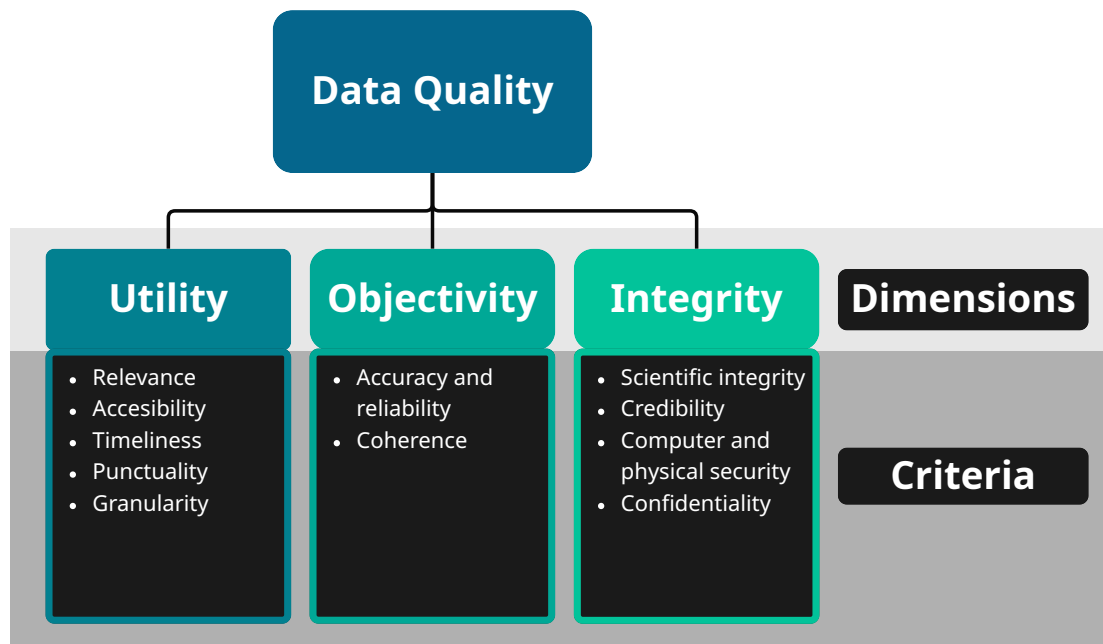 Data Quality
Utility
Objectivity
Integrity
Dimensions
• Relevance
• Accesibility
• Timeliness
• Punctuality
• Granularity
• Accuracy and
reliability
• Coherence
• Scientific integrity
• Credibility
• Computer and
physical security
• Confidentiality
Criteria